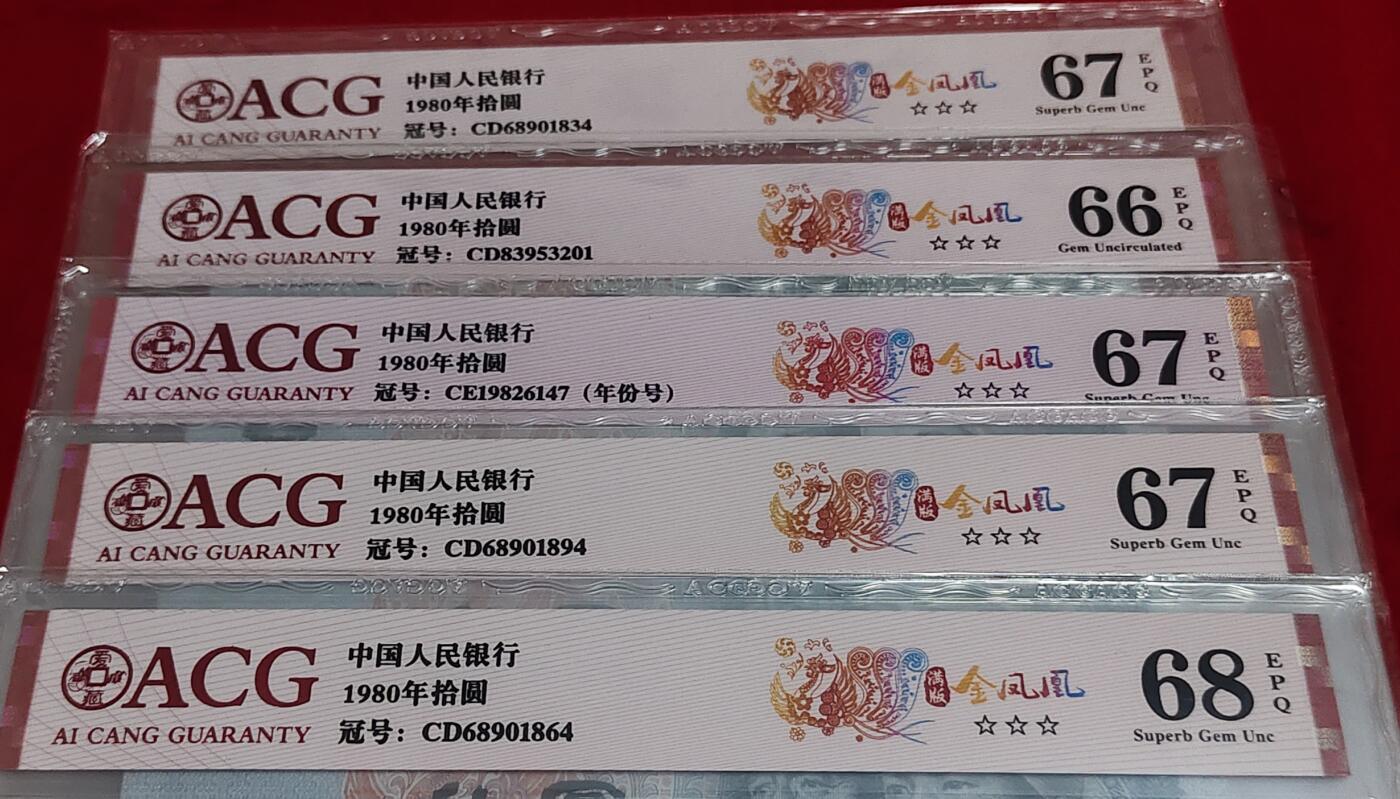 ACG
AI CANG GUARANTY
中国人民银行
1980年拾圆
冠号：CD68901834
满版 金凤凰
☆☆☆
67 EPQ
Superb Gem Unc
ACG
AI CANG GUARANTY
中国人民银行
1980年拾圆
冠号：CD83953201
满版 金凤凰
☆☆☆
66 EPQ
Gem Uncirculated
ACG
AI CANG GUARANTY
中国人民银行
1980年拾圆
冠号：CE19826147（年份号）
满版 金凤凰
☆☆☆
67 EPQ
Superb Gem Unc
ACG
AI CANG GUARANTY
中国人民银行
1980年拾圆
冠号：CD68901894
满版 金凤凰
☆☆☆
67 EPQ
Superb Gem Unc
ACG
AI CANG GUARANTY
中国人民银行
1980年拾圆
冠号：CD68901864
满版 金凤凰
☆☆☆
68 EPQ
Superb Gem Unc